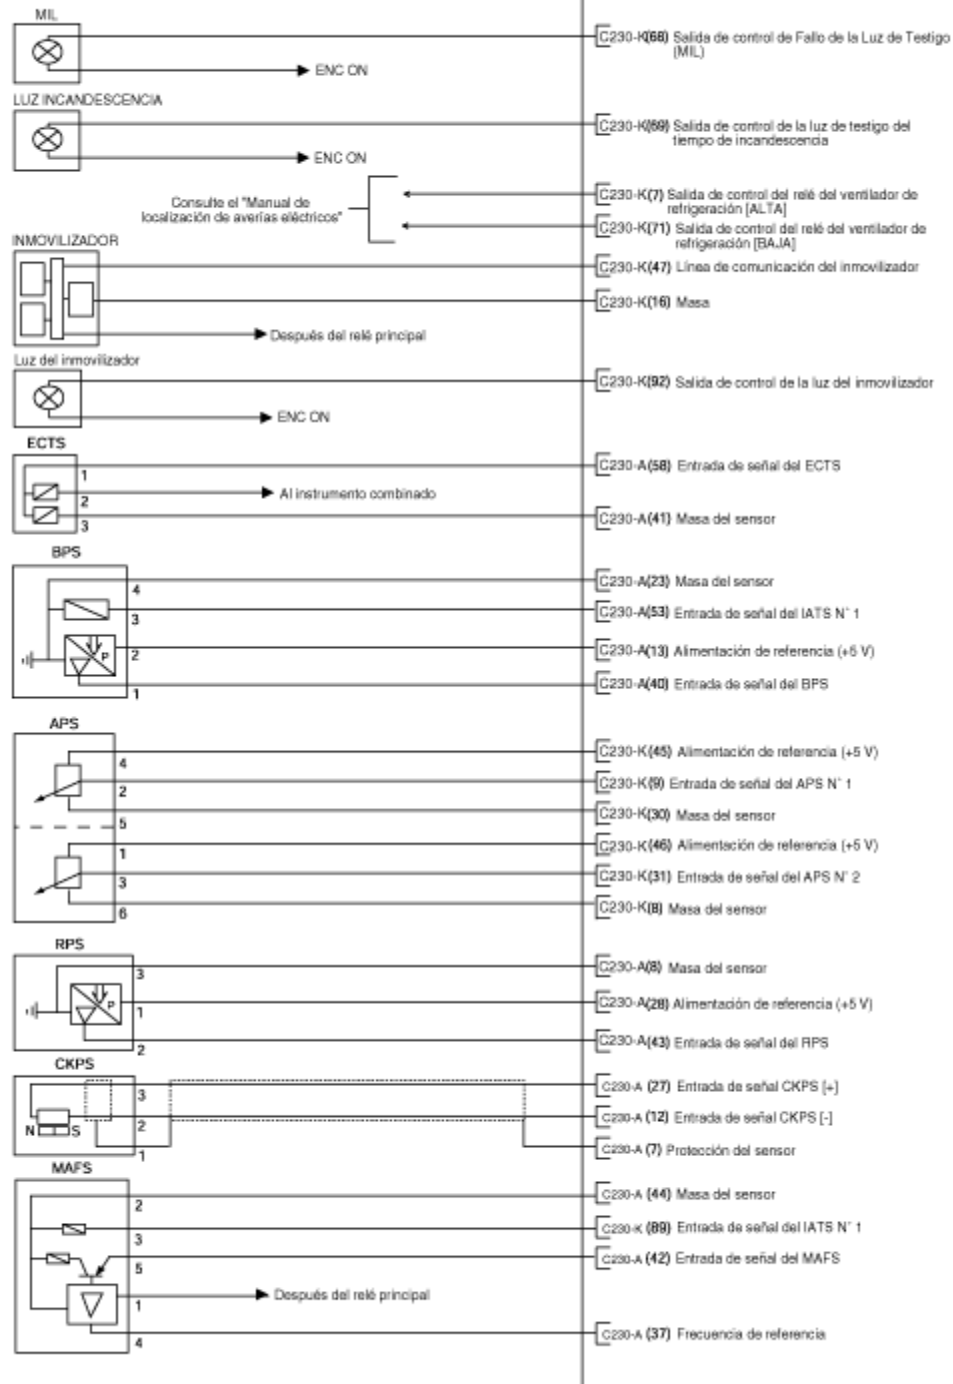 MIL
C230-K(68) Salida de control de Fallo de la Luz de Testigo
(MIL)
ENC ON
LUZ INCANDESCENCIA
C230-K(69) Salida de control de la luz de testigo del
tiempo de incandescencia
ENC ON
Consulte el "Manual de
localización de averías eléctricos"
C230-K(7) Salida de control del relé del ventilador de
refrigeración [ALTA]
C230-K(71) Salida de control del relé del ventilador de
refrigeración [BAJA]
INMOVILIZADOR
C230-K(47) Línea de comunicación del inmovilizador
C230-K(16) Masa
Después del relé principal
Luz del inmovilizador
C230-K(92) Salida de control de la luz del inmovilizador
ENC ON
ECTS
1
C230-A(58) Entrada de señal del ECTS
2
Al instrumento combinado
3
C230-A(41) Masa del sensor
BPS
4
C230-A(23) Masa del sensor
3
C230-A(53) Entrada de señal del IATS N° 1
P
2
C230-A(13) Alimentación de referencia (+5 V)
1
C230-A(40) Entrada de señal del BPS
APS
4
C230-K(45) Alimentación de referencia (+5 V)
2
C230-K(9) Entrada de señal del APS N° 1
5
C230-K(30) Masa del sensor
1
C230-K(46) Alimentación de referencia (+5 V)
3
C230-K(31) Entrada de señal del APS N° 2
6
C230-K(8) Masa del sensor
RPS
3
C230-A(8) Masa del sensor
P
1
C230-A(28) Alimentación de referencia (+5 V)
2
C230-A(43) Entrada de señal del RPS
CKPS
3
C230-A (27) Entrada de señal CKPS [+]
N S
2
C230-A (12) Entrada de señal CKPS [-]
1
C230-A (7) Protección del sensor
MAFS
2
C230-A (44) Masa del sensor
3
C230-K (89) Entrada de señal del IATS N° 1
5
C230-A (42) Entrada de señal del MAFS
1
Después del relé principal
4
C230-A (37) Frecuencia de referencia